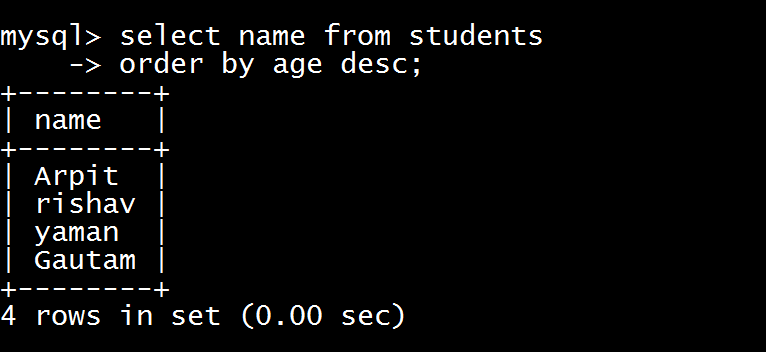 mysql> select name from students
    -> order by age desc;
+--------+
| name   |
+--------+
| Arpit  |
| rishav |
| yaman  |
| Gautam |
+--------+
4 rows in set (0.00 sec)